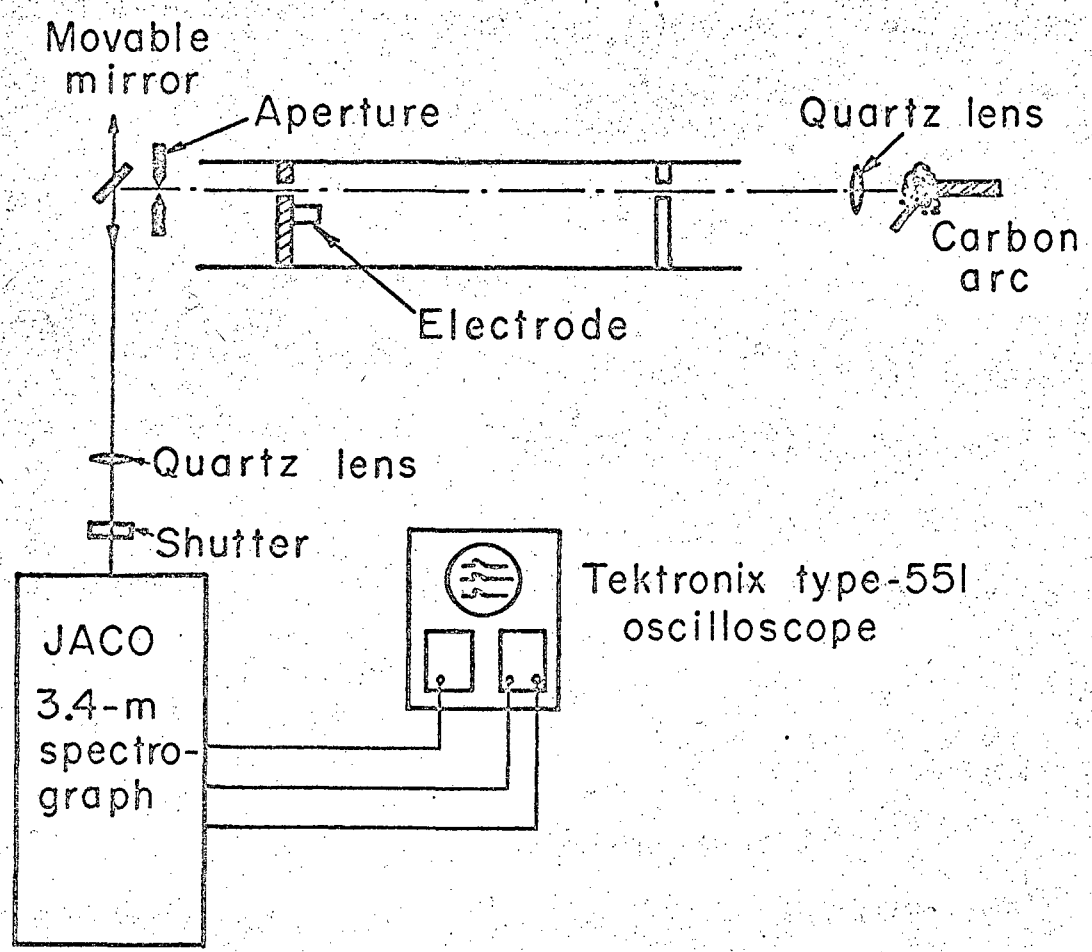 Movable
mirror
Aperture
Quartz lens
Carbon
arc
Electrode
Quartz lens
Shutter
Tektronix type-551
oscilloscope
JACO
3.4-m
spectro-
graph